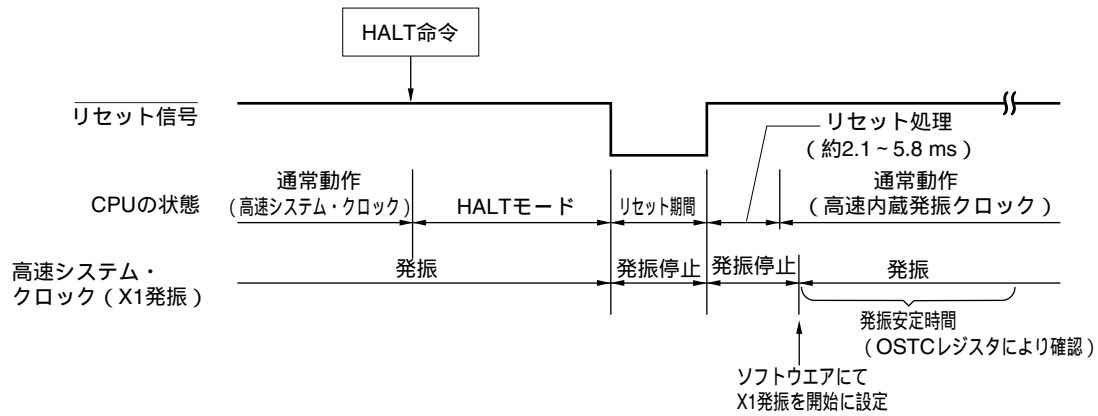 HALT命令
リセット信号
リセット処理
（約2.1～5.8 ms）
CPUの状態
通常動作
（高速システム・クロック）
HALTモード
リセット期間
通常動作
（高速内蔵発振クロック）
高速システム・
クロック（X1発振）
発振
発振停止
発振停止
発振
発振安定時間
（OSTCレジスタにより確認）
ソフトウエアにて
X1発振を開始に設定